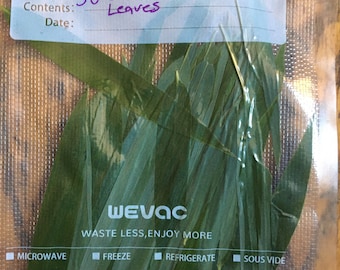 Contents:
Leaves
Date:
WEVAC
WASTE LESS,ENJOY MORE
MICROWAVE FREEZE REFRIGERATE SOUS VIDE